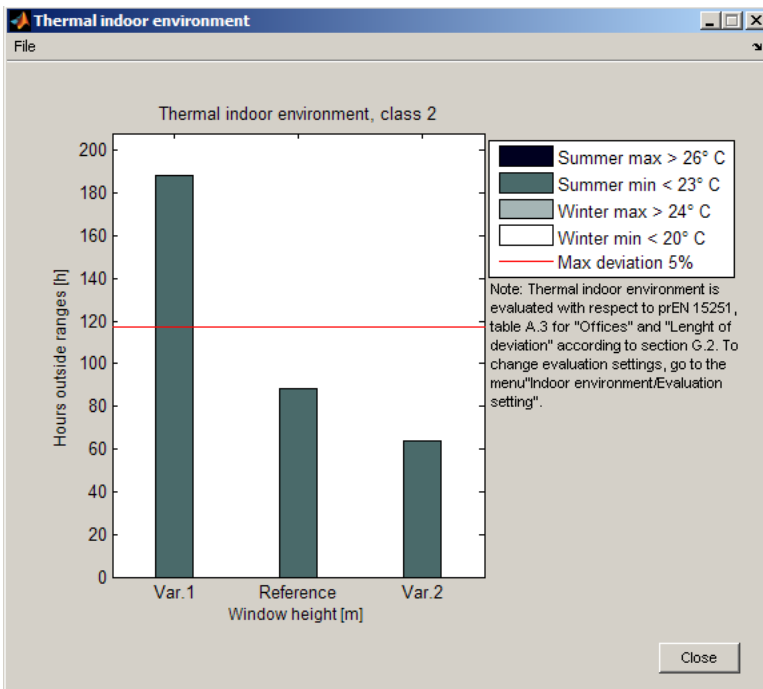 Thermal indoor environment
File
Thermal indoor environment, class 2
200
180
160
140
120
100
80
60
40
20
0
Hours outside ranges [h]
Var.1 Reference Var.2
Window height [m]
Summer max > 26° C
Summer min < 23° C
Winter max > 24° C
Winter min < 20° C
Max deviation 5%
Note: Thermal indoor environment is
evaluated with respect to prEN 15251,
table A.3 for "Offices" and "Lenght of
deviation" according to section G.2. To
change evaluation settings, go to the
menu"Indoor environment/Evaluation
setting".
Close